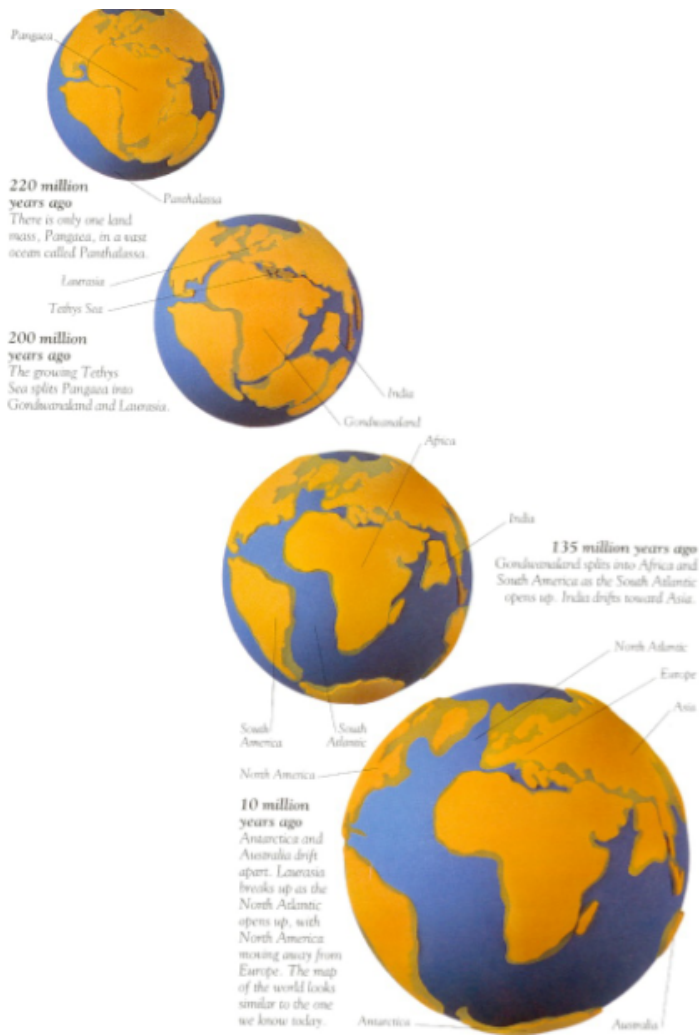 Pangaea
Panthalassa
220 million
years ago
There is only one land
mass, Pangaea, in a vast
ocean called Panthalassa.
Laurasia
Tethys Sea
200 million
years ago
The growing Tethys
Sea splits Pangaea into
Gondwanaland and Laurasia.
India
Gondwanaland
Africa
India
135 million years ago
Gondwanaland splits into Africa and
South America as the South Atlantic
opens up. India drifts toward Asia.
South
America
South
Atlantic
North Atlantic
Europe
Asia
North America
10 million
years ago
Antarctica and
Australia drift
apart. Laurasia
breaks up as the
North Atlantic
opens up, with
North America
moving away from
Europe. The map
of the world looks
similar to the one
we know today.
Antarctica
Australia